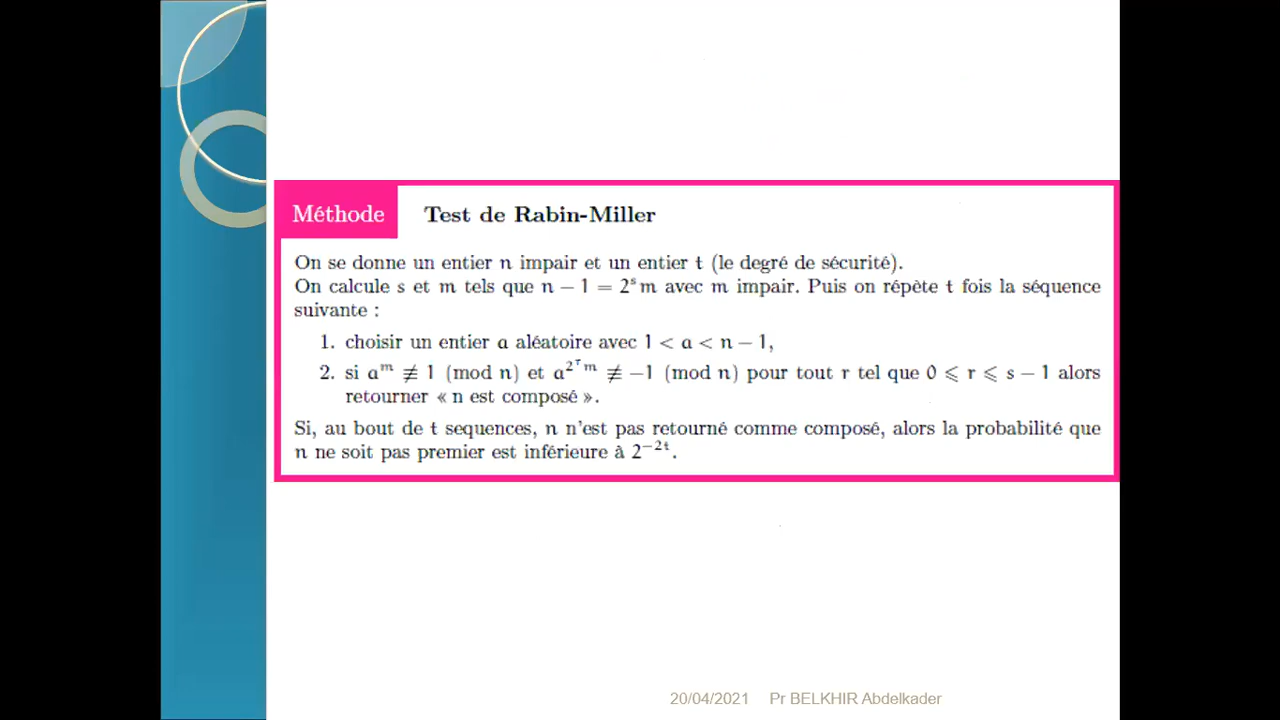 Méthode Test de Rabin-Miller
On se donne un entier n impair et un entier t (le degré de sécurité).
On calcule s et m tels que n − 1 = 2^s m avec m impair. Puis on répète t fois la séquence
suivante :
1. choisir un entier a aléatoire avec 1 < a < n − 1,
2. si a^m ≢ 1 (mod n) et a^{2^r m} ≢ −1 (mod n) pour tout r tel que 0 ⩽ r ⩽ s − 1 alors
retourner « n est composé ».
Si, au bout de t sequences, n n'est pas retourné comme composé, alors la probabilité que
n ne soit pas premier est inférieure à 2^{−2t}.
20/04/2021 Pr BELKHIR Abdelkader